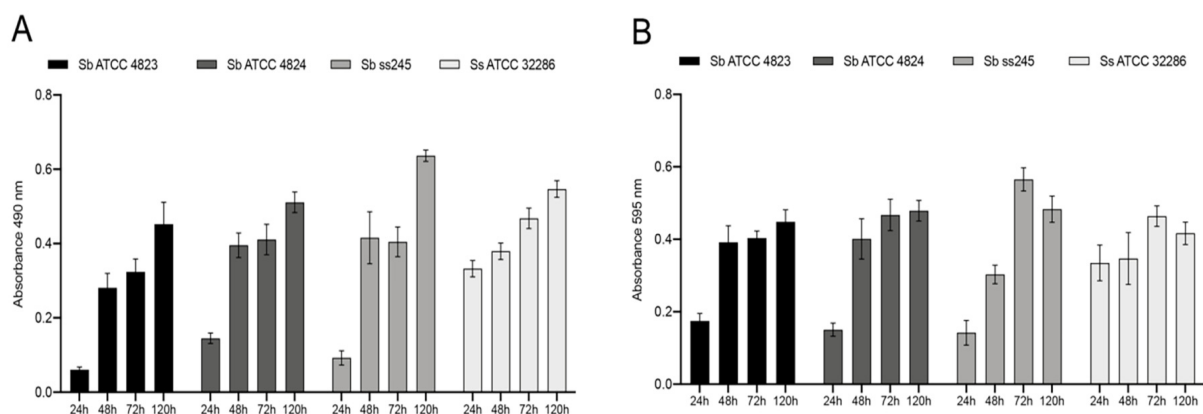 A
Sb ATCC 4823 Sb ATCC 4824 Sb ss245 Ss ATCC 32286
0.8
0.6
0.4
0.2
0.0
Absorbance 490 nm
24h 48h 72h 120h 24h 48h 72h 120h 24h 48h 72h 120h 24h 48h 72h 120h
B
Sb ATCC 4823 Sb ATCC 4824 Sb ss245 Ss ATCC 32286
0.8
0.6
0.4
0.2
0.0
Absorbance 595 nm
24h 48h 72h 120h 24h 48h 72h 120h 24h 48h 72h 120h 24h 48h 72h 120h